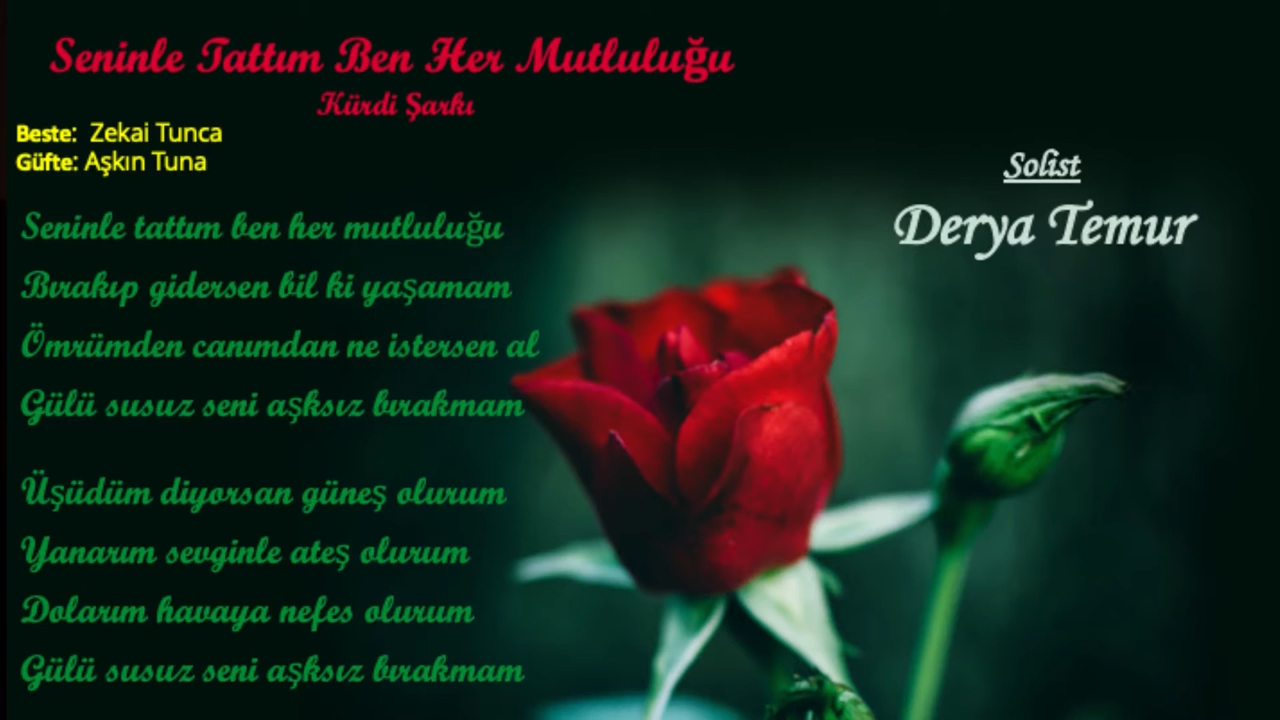 Seninle Tattım Ben Her Mutluluğu
Kürdi Şarkı
Beste: Zekai Tunca
Güfte: Aşkın Tuna
Solist
Derya Temur
Seninle tattım ben her mutluluğu
Bırakıp gidersen bil ki yaşamam
Ömrümden canımdan ne istersen al
Gülü susuz seni aşksız bırakmam
Üşüdüm diyorsan güneş olurum
Yanarım sevginle ateş olurum
Dolarım havaya nefes olurum
Gülü susuz seni aşksız bırakmam